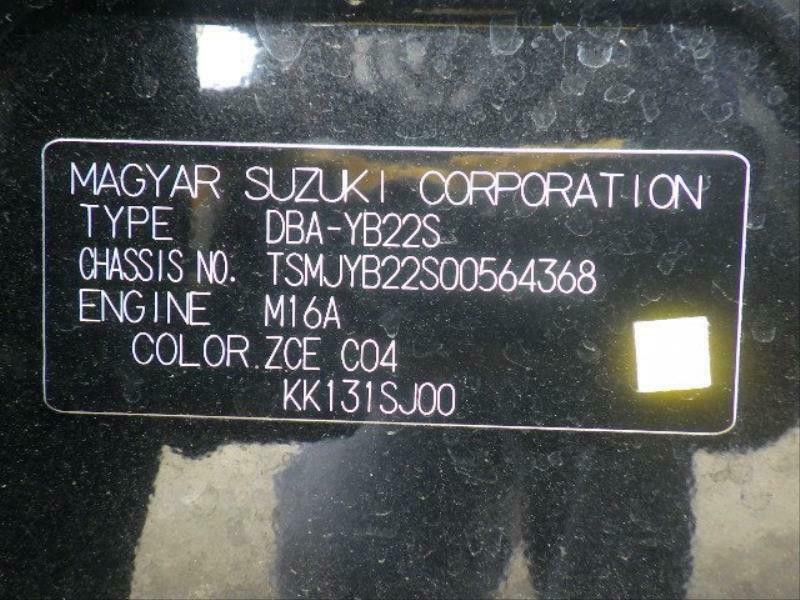 MAGYAR SUZUKI CORPORATION
TYPE DBA-YB22S
CHASSIS NO. TSMJYB22S00564368
ENGINE M16A
COLOR. ZCE C04
KK131SJ00